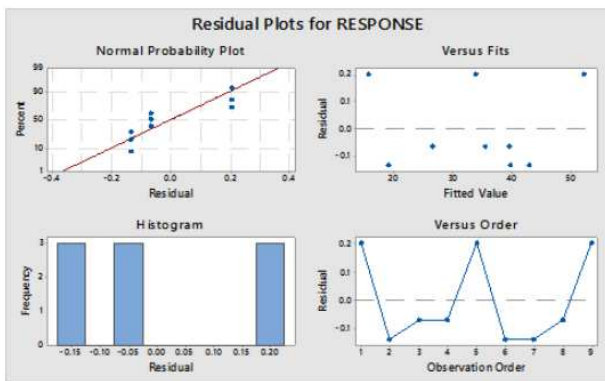 Residual Plots for RESPONSE
Normal Probability Plot
99
90
50
10
1
Percent
-0.4 -0.2 0.0 0.2 0.4
Residual
Versus Fits
0.2
0.1
0.0
-0.1
Residual
20 30 40 50
Fitted Value
Histogram
3
2
1
0
Frequency
-0.15 -0.10 -0.05 0.00 0.05 0.10 0.15 0.20
Residual
Versus Order
0.2
0.1
0.0
-0.1
Residual
1 2 3 4 5 6 7 8 9
Observation Order